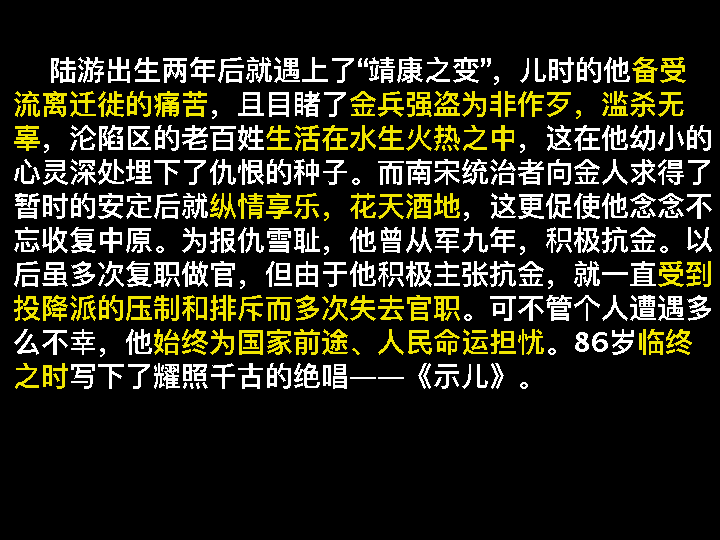 陆游出生两年后就遇上了“靖康之变”，儿时的他备受
流离迁徙的痛苦，且目睹了金兵强盗为非作歹，滥杀无
辜，沦陷区的老百姓生活在水生火热之中，这在他幼小的
心灵深处埋下了仇恨的种子。而南宋统治者向金人求得了
暂时的安定后就纵情享乐，花天酒地，这更促使他念念不
忘收复中原。为报仇雪耻，他曾从军九年，积极抗金。以
后虽多次复职做官，但由于他积极主张抗金，就一直受到
投降派的压制和排斥而多次失去官职。可不管个人遭遇多
么不幸，他始终为国家前途、人民命运担忧。86岁临终
之时写下了耀照千古的绝唱——《示儿》。